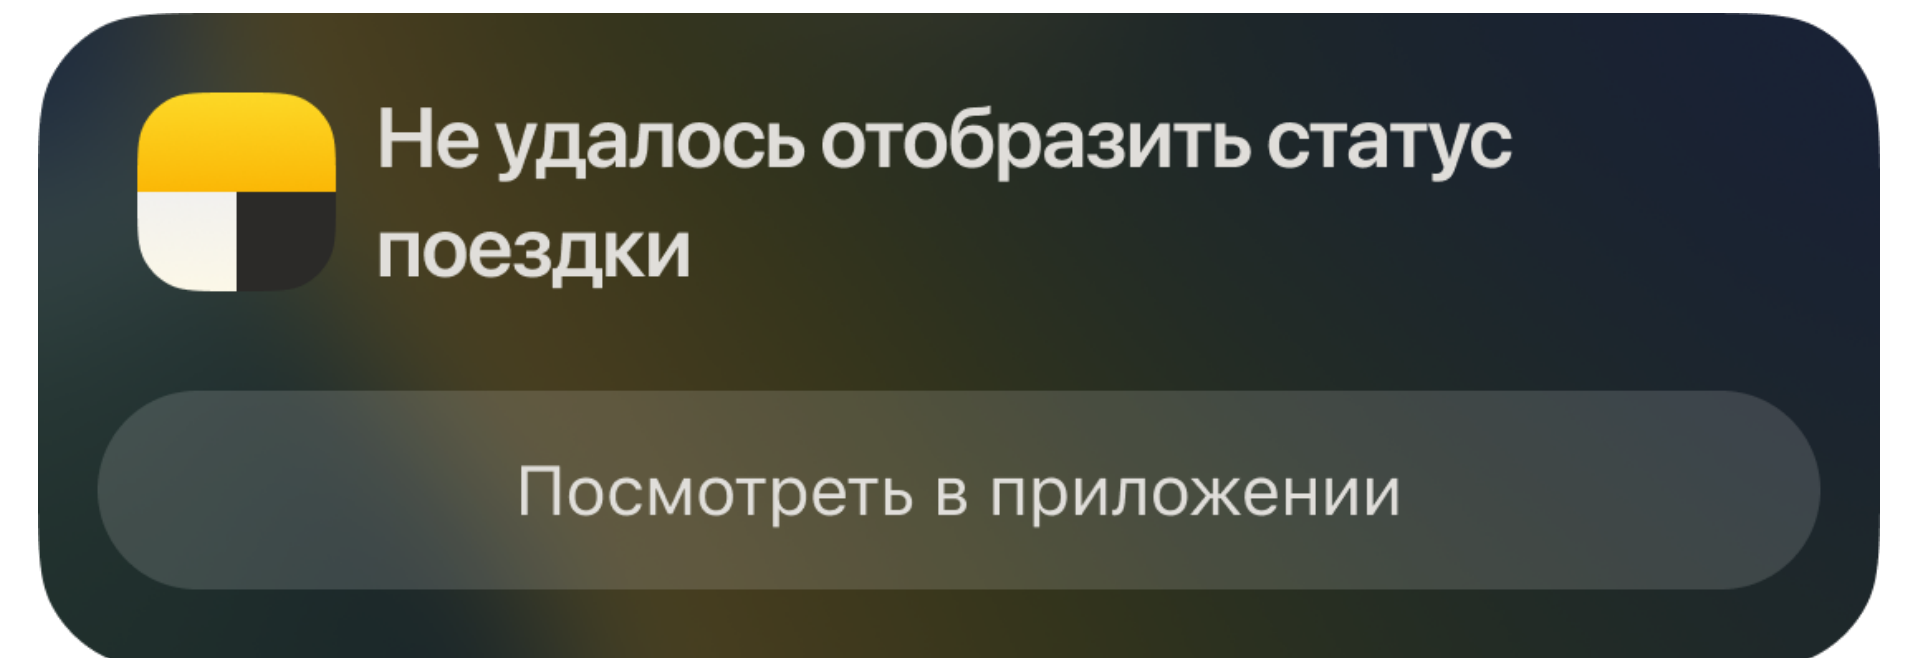 Не удалось отобразить статус
поездки
Посмотреть в приложении